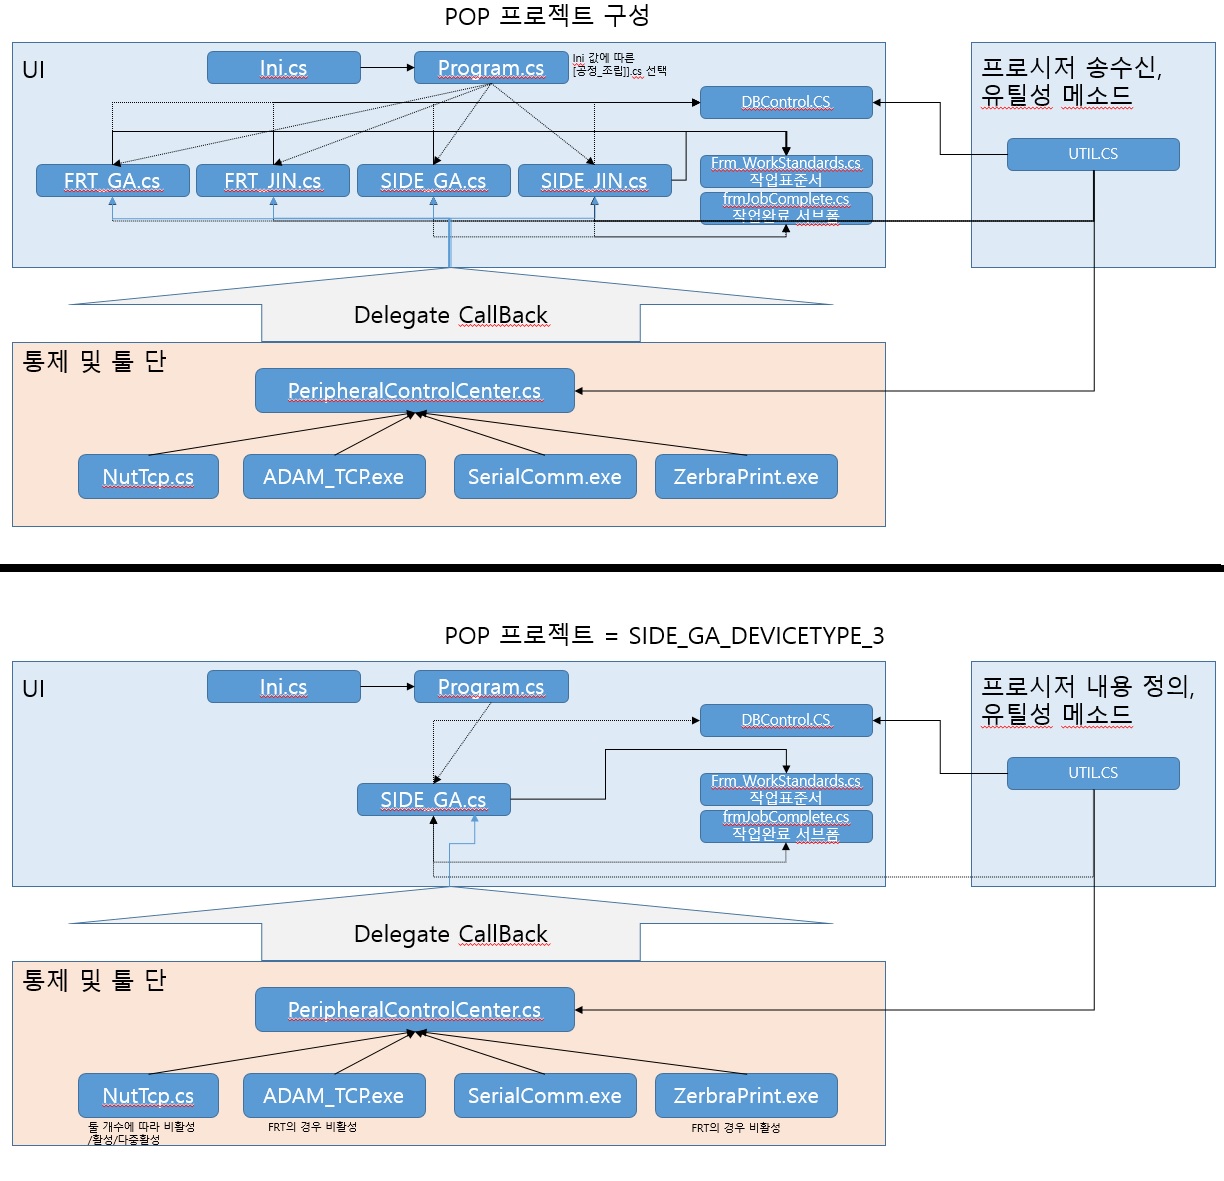 POP 프로젝트 구성
UI
Ini.cs
Program.cs
Ini 값에 따른
[공정_조립]].cs 선택
DBControl.CS
FRT_GA.cs
FRT_JIN.cs
SIDE_GA.cs
SIDE_JIN.cs
Frm_WorkStandards.cs
작업표준서
frmJobComplete.cs
작업완료 서브폼
프로시저 송수신,
유틸성 메소드
UTIL.CS
Delegate CallBack
통제 및 툴 단
PeripheralControlCenter.cs
NutTcp.cs
ADAM_TCP.exe
SerialComm.exe
ZerbraPrint.exe
POP 프로젝트 = SIDE_GA_DEVICETYPE_3
UI
Ini.cs
Program.cs
DBControl.CS
SIDE_GA.cs
Frm_WorkStandards.cs
작업표준서
frmJobComplete.cs
작업완료 서브폼
프로시저 내용 정의,
유틸성 메소드
UTIL.CS
Delegate CallBack
통제 및 툴 단
PeripheralControlCenter.cs
NutTcp.cs
ADAM_TCP.exe
SerialComm.exe
ZerbraPrint.exe
툴 개수에 따라 비활성
/활성/다중활성
FRT의 경우 비활성
FRT의 경우 비활성